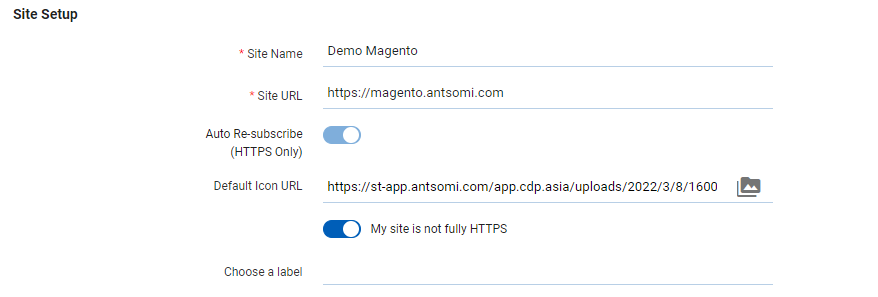 Site Setup
* Site Name Demo Magento
* Site URL https://magento.antsomi.com
Auto Re-subscribe
(HTTPS Only)
Default Icon URL https://st-app.antsomi.com/app.cdp.asia/uploads/2022/3/8/1600
My site is not fully HTTPS
Choose a label